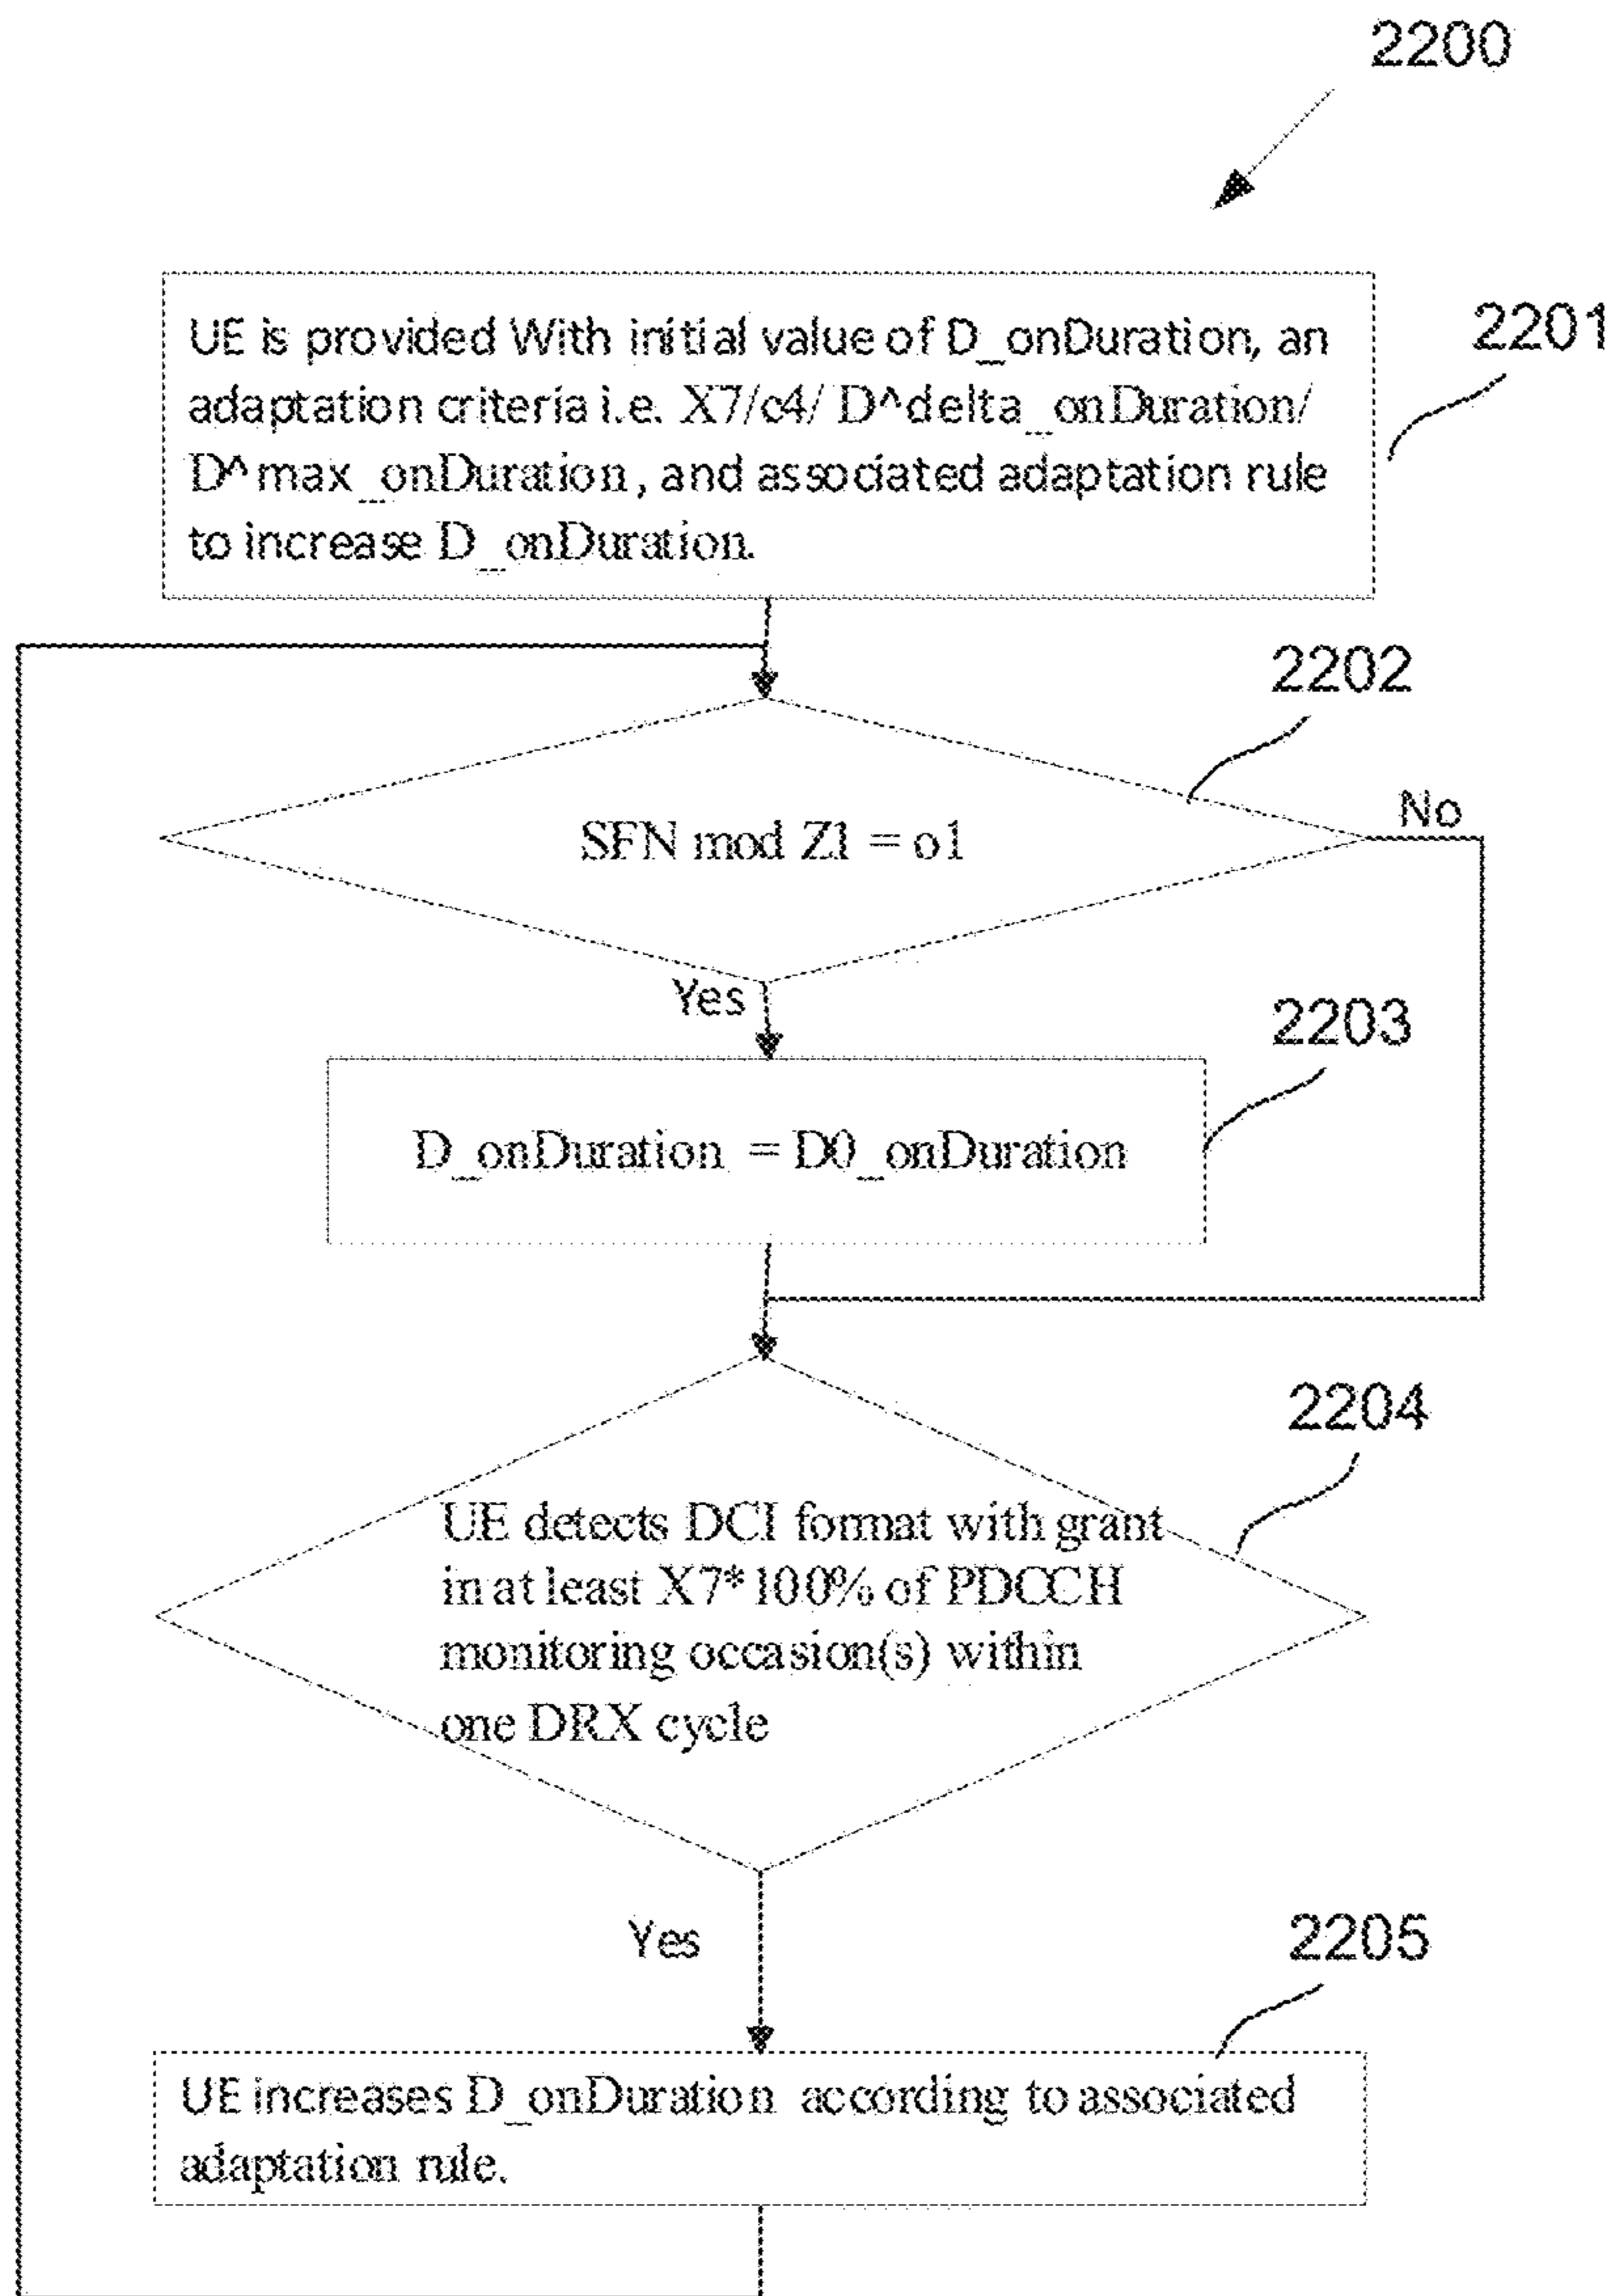 2200
UE is provided With initial value of D_onDuration, an
adaptation criteria i.e. X7/c4/ D^delta_onDuration/
D^max_onDuration, and associated adaptation rule
to increase D_onDuration.
2201
2202
SFN mod Z1 = o1
No
Yes
2203
D_onDuration = D0_onDuration
2204
UE detects DCI format with grant
in at least X7*100% of PDCCH
monitoring occasion(s) within
one DRX cycle
Yes
2205
UE increases D_onDuration according to associated
adaptation rule.